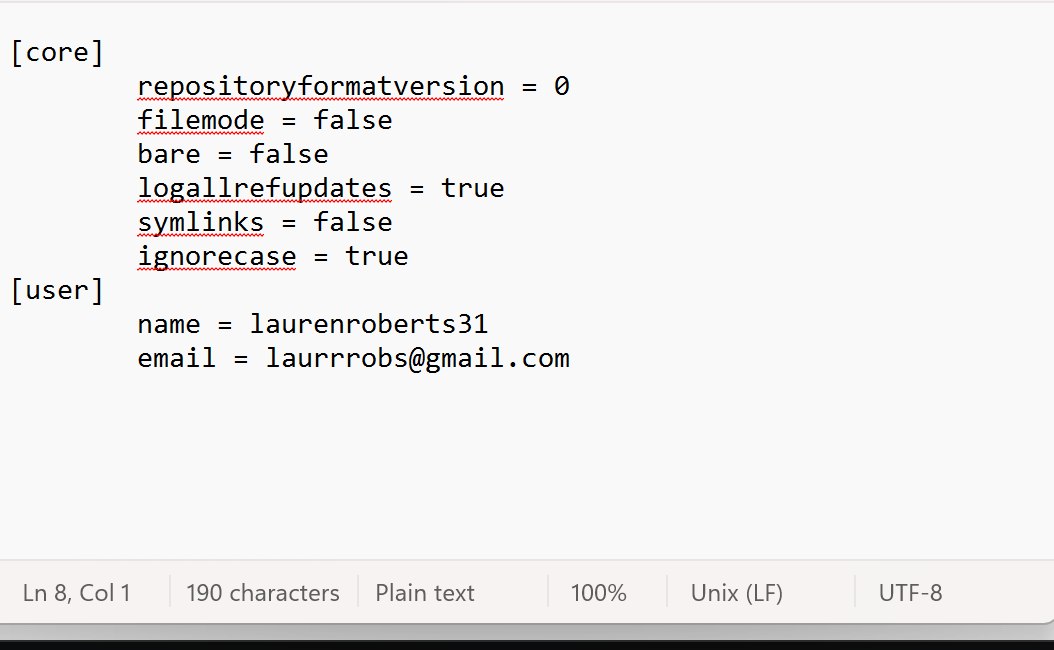 [core]
repositoryformatversion = 0
filemode = false
bare = false
logallrefupdates = true
symlinks = false
ignorecase = true
[user]
name = laurenroberts31
email = laurrrobs@gmail.com
Ln 8, Col 1 190 characters Plain text 100% Unix (LF) UTF-8